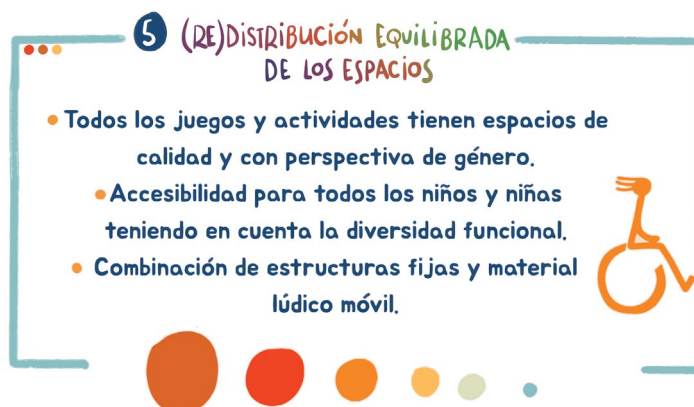 5 (RE)DISTRIBUCIÓN EQUILIBRADA
DE LOS ESPACIOS
• Todos los juegos y actividades tienen espacios de
calidad y con perspectiva de género.
• Accesibilidad para todos los niños y niñas
teniendo en cuenta la diversidad funcional.
• Combinación de estructuras fijas y material
lúdico móvil.